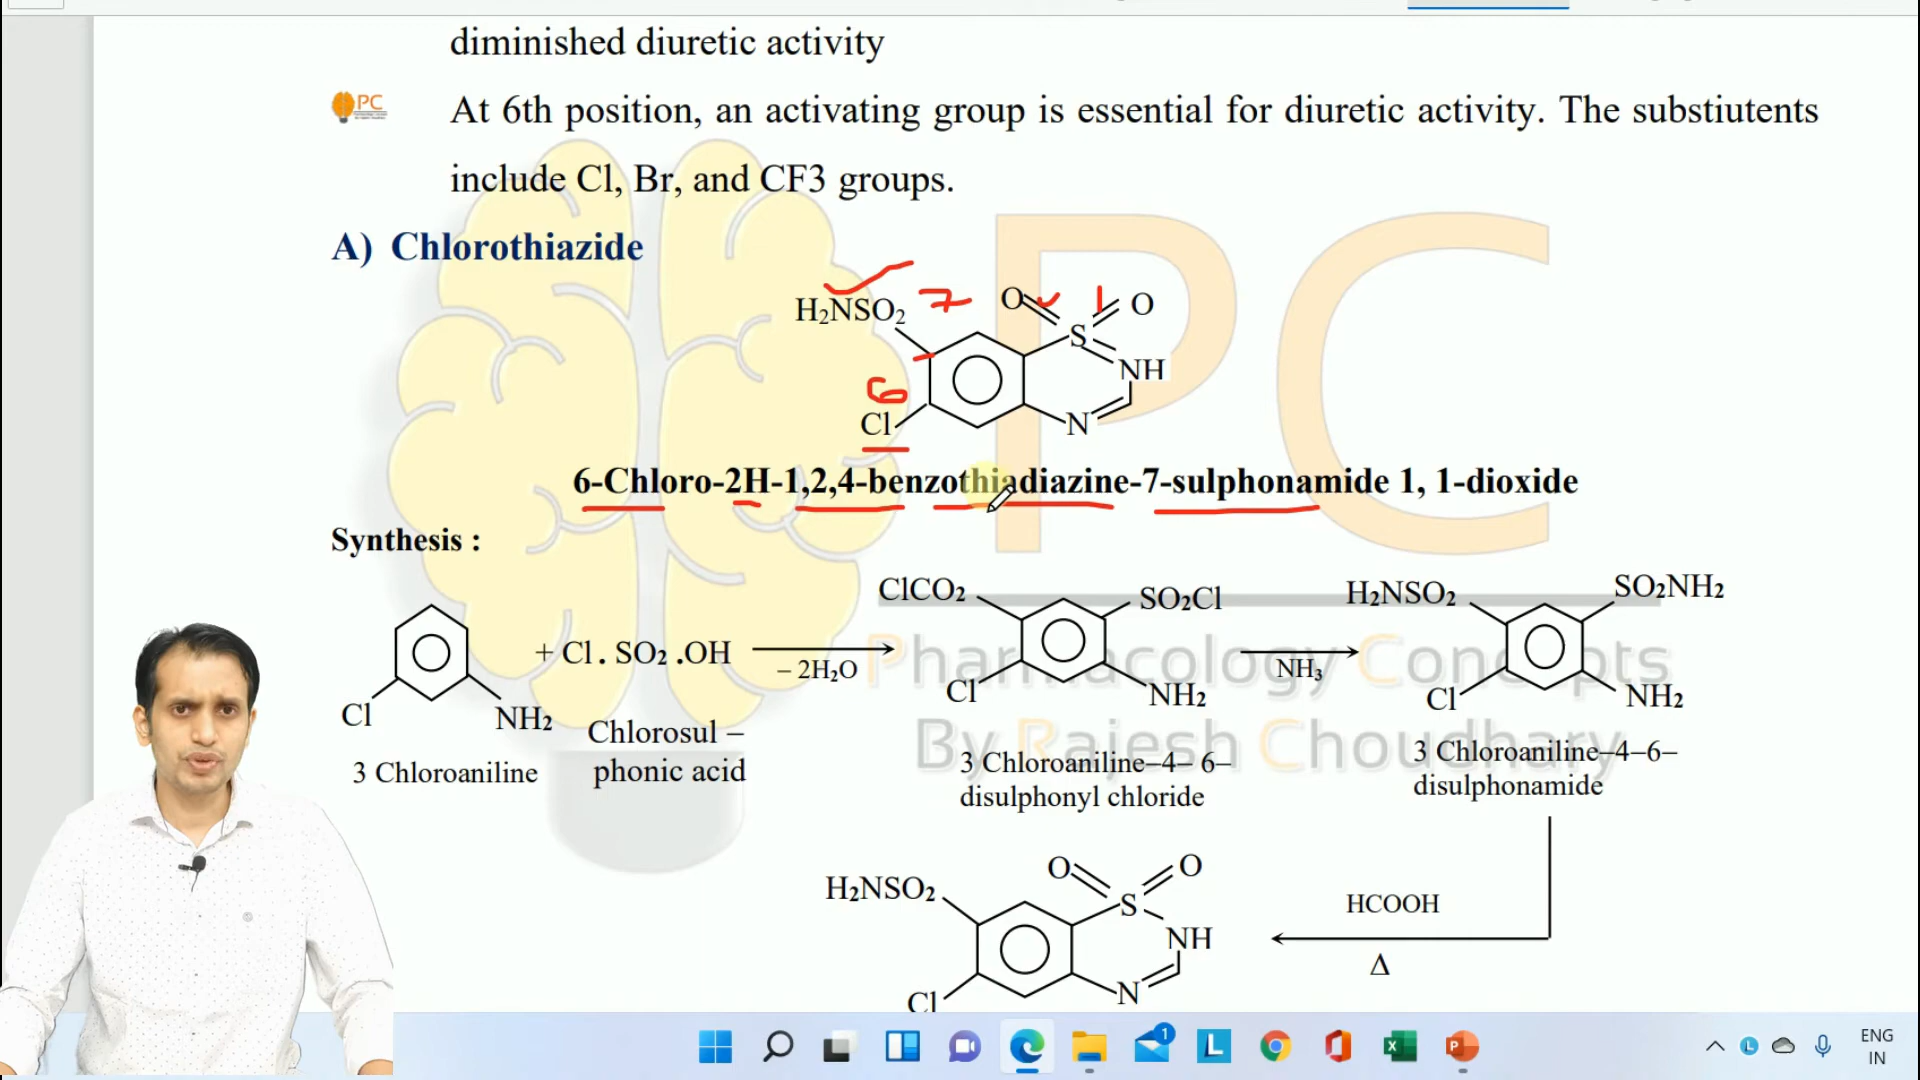 diminished diuretic activity
PC
At 6th position, an activating group is essential for diuretic activity. The substiutents
include Cl, Br, and CF3 groups.
A) Chlorothiazide
H₂NSO₂ 7 O 1 O
S
NH
6
Cl N
6-Chloro-2H-1,2,4-benzothiadiazine-7-sulphonamide 1, 1-dioxide
Synthesis :
ClCO₂ SO₂Cl H₂NSO₂ SO₂NH₂
+ Cl . SO₂ .OH – 2H₂O NH₃
Cl NH₂ Cl NH₂ Cl NH₂
3 Chloroaniline
Chlorosul –
phonic acid
3 Chloroaniline–4– 6–
disulphonyl chloride
3 Chloroaniline–4–6–
disulphonamide
PC
Pharmacology Concepts
By Rajesh Choudhary
H₂NSO₂ O O
S
NH
Cl N
HCOOH
Δ
1
L
ENG
IN